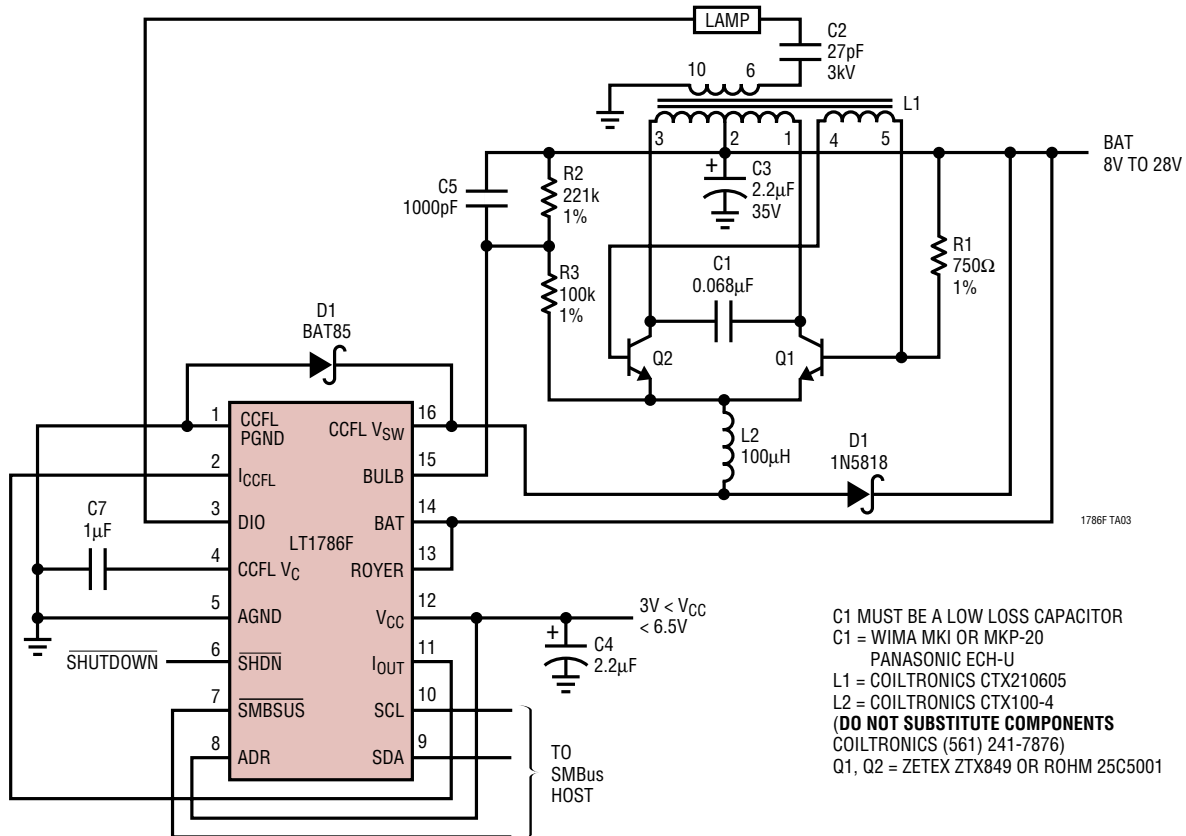 LAMP
C2
27pF
3kV
10
6
L1
3
2
1
4
5
BAT
8V TO 28V
C5
1000pF
R2
221k
1%
+
C3
2.2µF
35V
R1
750Ω
1%
R3
100k
1%
C1
0.068µF
D1
BAT85
Q2
Q1
L2
100µH
D1
1N5818
1786F TA03
1
CCFL
PGND
CCFL VSW
16
2
ICCFL
BULB
15
3
DIO
BAT
14
LT1786F
4
CCFL VC
ROYER
13
5
AGND
VCC
12
6
SHDN
IOUT
11
7
SMBSUS
SCL
10
8
ADR
SDA
9
C7
1µF
SHUTDOWN
3V < VCC
< 6.5V
+
C4
2.2µF
TO
SMBus
HOST
C1 MUST BE A LOW LOSS CAPACITOR
C1 = WIMA MKI OR MKP-20
PANASONIC ECH-U
L1 = COILTRONICS CTX210605
L2 = COILTRONICS CTX100-4
(DO NOT SUBSTITUTE COMPONENTS
COILTRONICS (561) 241-7876)
Q1, Q2 = ZETEX ZTX849 OR ROHM 25C5001